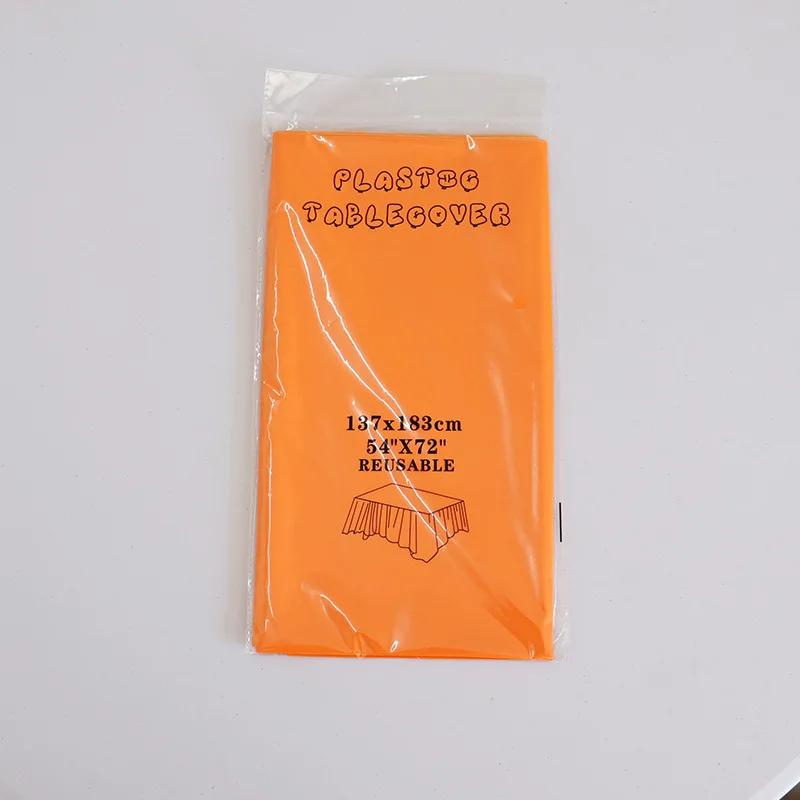 PLASTIC
TABLECOVER
137x183cm
54"X72"
REUSABLE